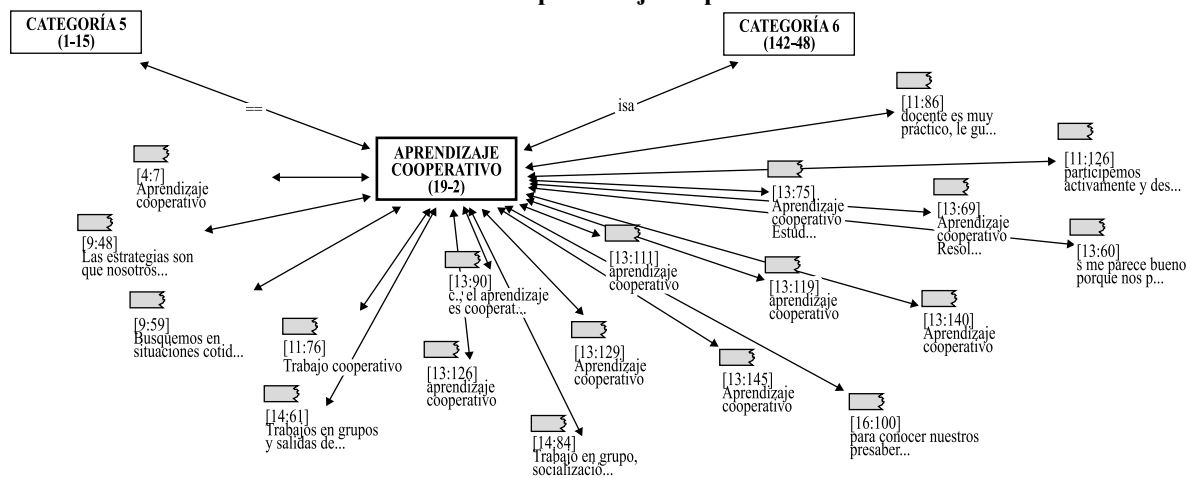 CATEGORÍA 5
(1-15)
CATEGORÍA 6
(142-48)
==
isa
APRENDIZAJE
COOPERATIVO
(19-2)
[4:7]
Aprendizaje
cooperativo
[9:48]
Las estrategias son
que nosotros...
[9:59]
Busquemos en
situaciones cotid...
[11:76]
Trabajo cooperativo
[14:61]
Trabajos en grupos
y salidas de...
[13:90]
c., el aprendizaje
es cooperat...
[13:126]
aprendizaje
cooperativo
[14:84]
Trabajo en grupo,
socializació...
[13:129]
Aprendizaje
cooperativo
[13:111]
aprendizaje
cooperativo
[13:145]
Aprendizaje
cooperativo
[13:119]
aprendizaje
cooperativo
[16:100]
para conocer nuestros
presaber...
[13:140]
Aprendizaje
cooperativo
[13:75]
Aprendizaje
cooperativo
Estud...
[13:69]
Aprendizaje
cooperativo
Resol...
[13:60]
s me parece bueno
porque nos p...
[11:126]
participemos
activamente y des...
[11:86]
docente es muy
práctico, le gu...